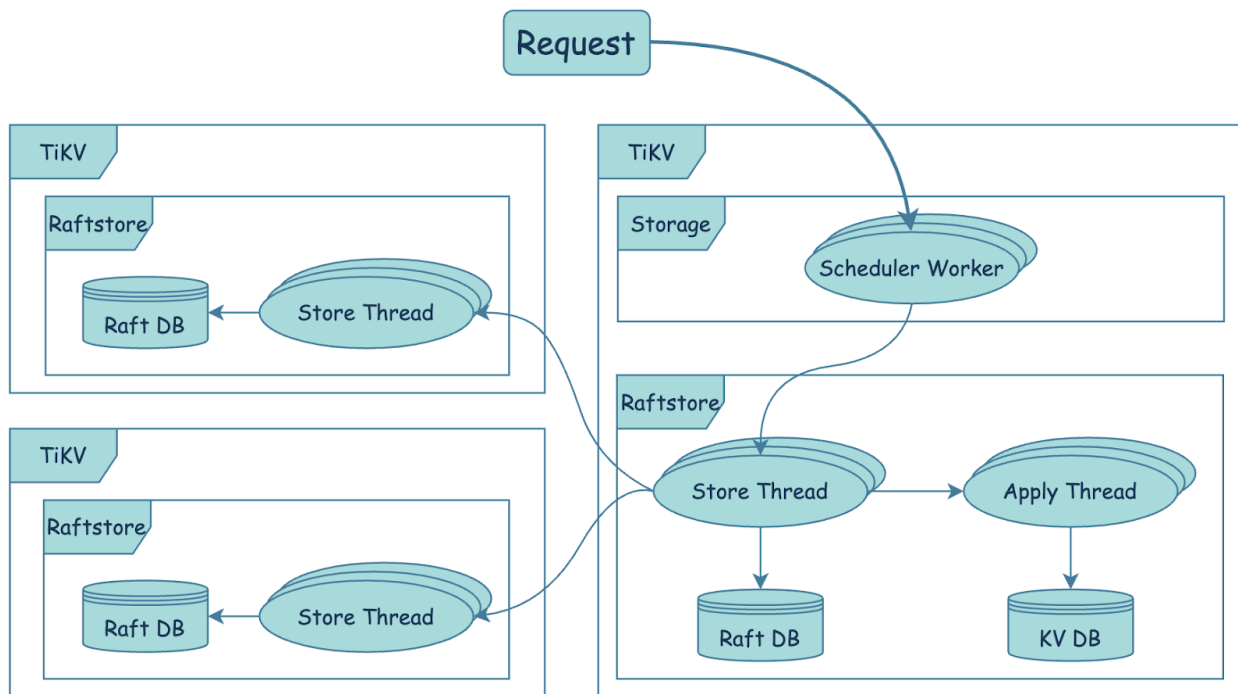 Request
TiKV
Raftstore
Raft DB
Store Thread
TiKV
Raftstore
Raft DB
Store Thread
TiKV
Storage
Scheduler Worker
Raftstore
Store Thread
Apply Thread
Raft DB
KV DB